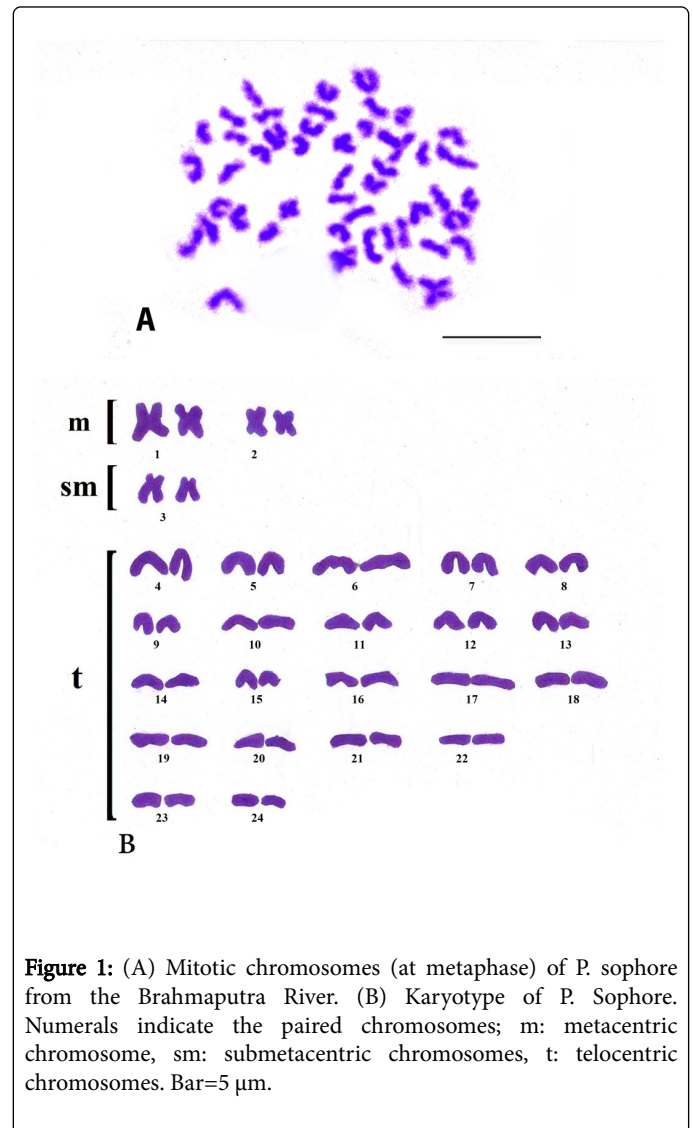 A
m
1 2
sm
3
t
4 5 6 7 8
9 10 11 12 13
14 15 16 17 18
19 20 21 22
23 24
B
Figure 1: (A) Mitotic chromosomes (at metaphase) of P. sophore
from the Brahmaputra River. (B) Karyotype of P. Sophore.
Numerals indicate the paired chromosomes; m: metacentric
chromosome, sm: submetacentric chromosomes, t: telocentric
chromosomes. Bar=5 μm.